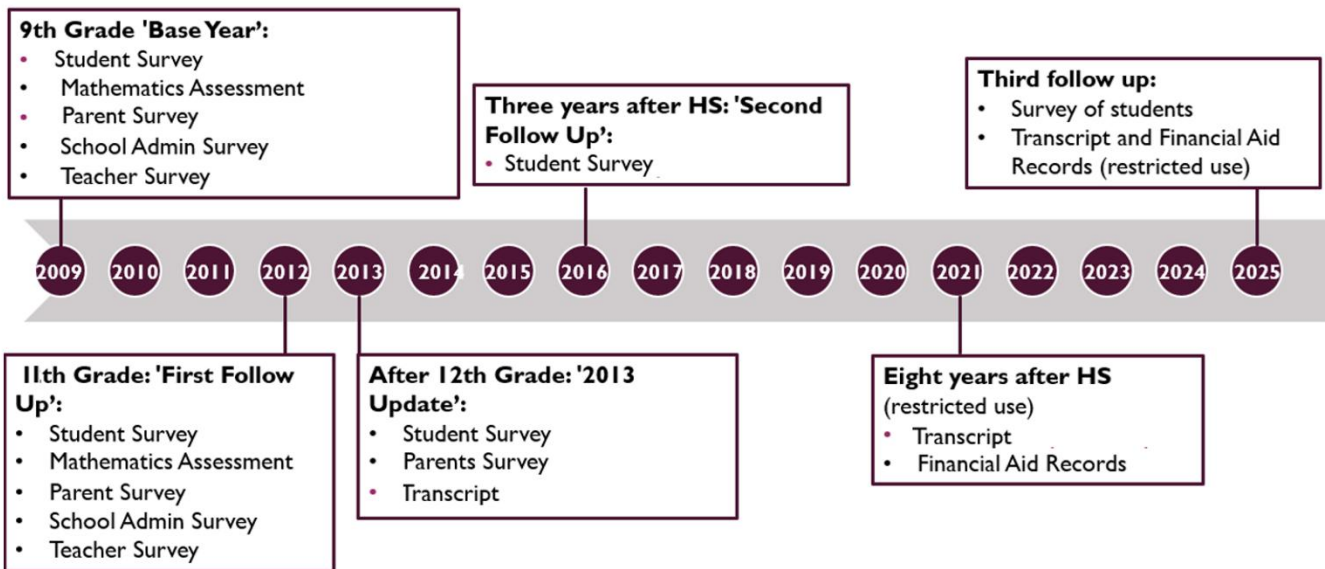 9th Grade 'Base Year’:
• Student Survey
• Mathematics Assessment
• Parent Survey
• School Admin Survey
• Teacher Survey
Three years after HS: 'Second
Follow Up’:
• Student Survey
Third follow up:
• Survey of students
• Transcript and Financial Aid
Records (restricted use)
2009 2010 2011 2012 2013 2014 2015 2016 2017 2018 2019 2020 2021 2022 2023 2024 2025
11th Grade: 'First Follow
Up’:
• Student Survey
• Mathematics Assessment
• Parent Survey
• School Admin Survey
• Teacher Survey
After 12th Grade: '2013
Update’:
• Student Survey
• Parents Survey
• Transcript
Eight years after HS
(restricted use)
• Transcript
• Financial Aid Records